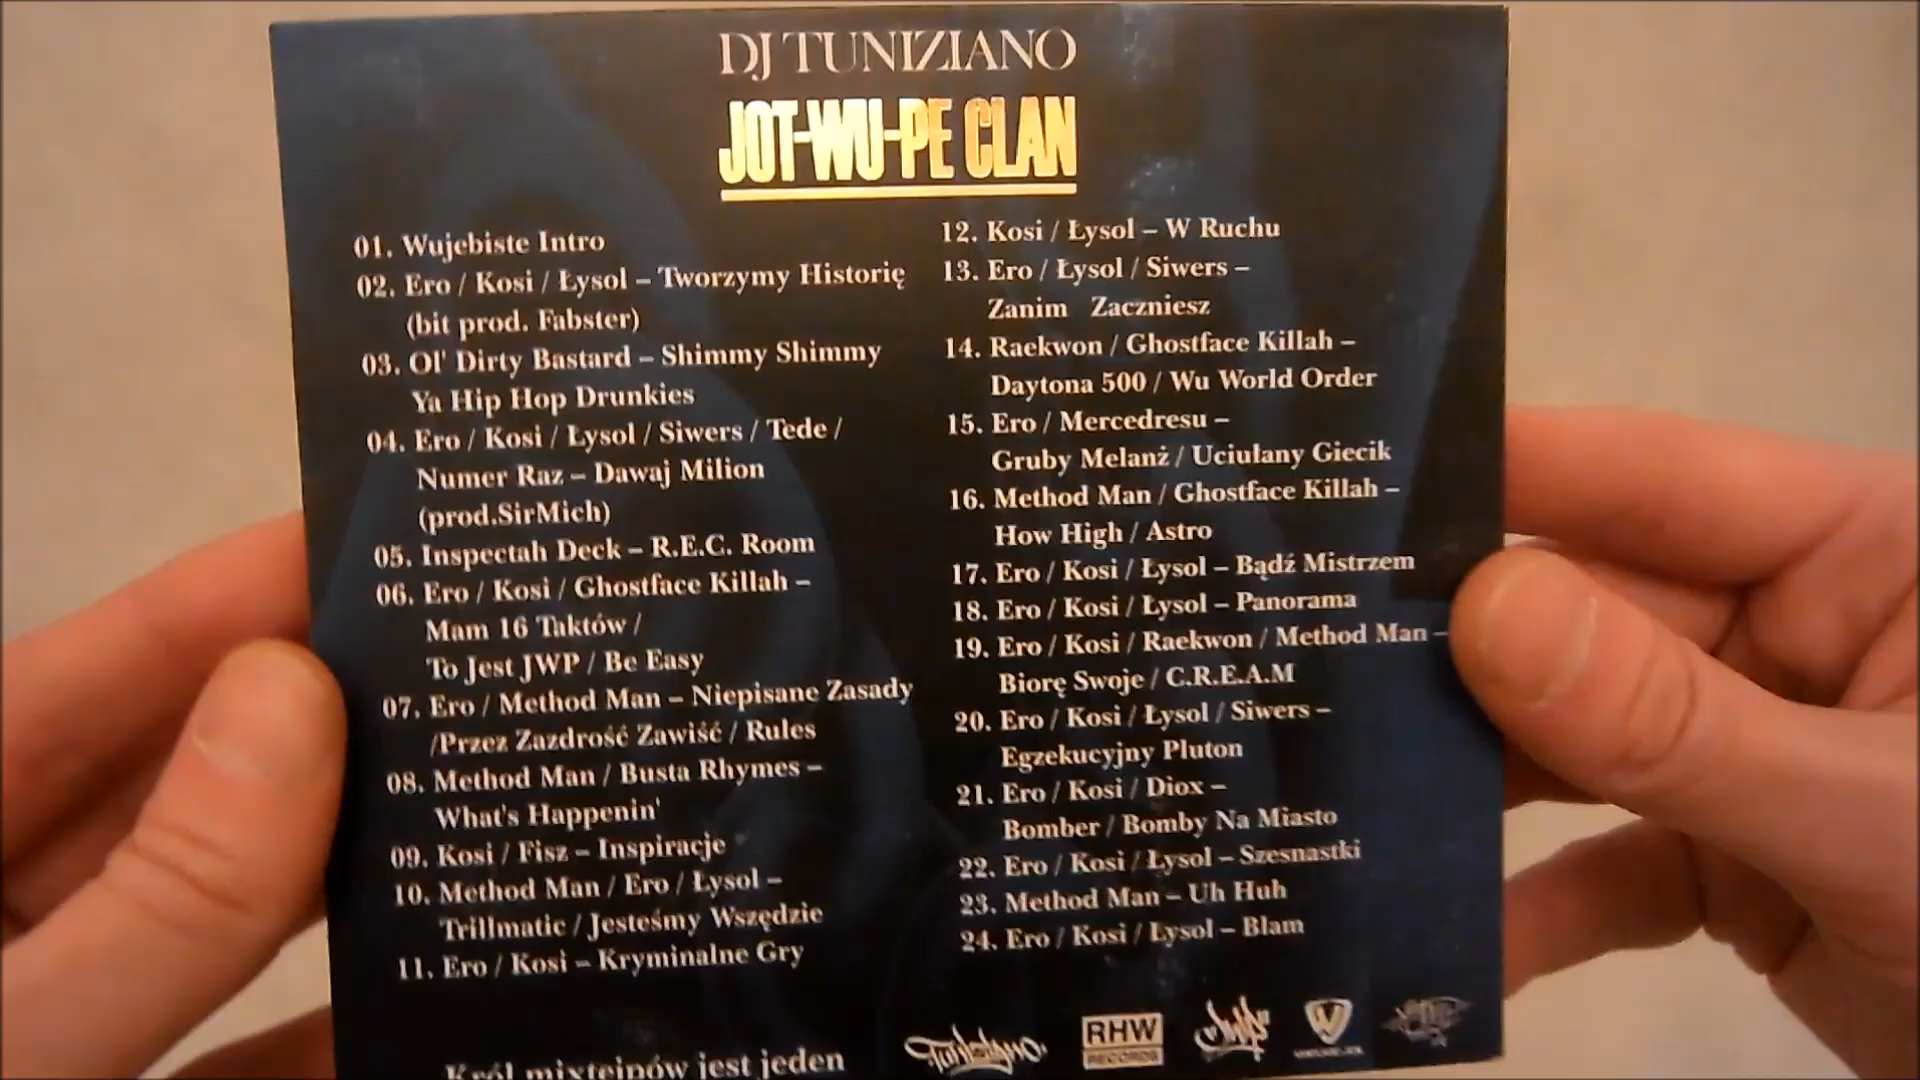 DJ TUNIZIANO
JOT-WU-PE CLAN
01. Wujebiste Intro
02. Ero / Kosi / Łysol – Tworzymy Historię
(bit prod. Fabster)
03. Ol' Dirty Bastard – Shimmy Shimmy
Ya Hip Hop Drunkies
04. Ero / Kosi / Łysol / Siwers / Tede /
Numer Raz – Dawaj Milion
(prod.SirMich)
05. Inspectah Deck – R.E.C. Room
06. Ero / Kosi / Ghostface Killah –
Mam 16 Taktów /
To Jest JWP / Be Easy
07. Ero / Method Man – Niepisane Zasady
/Przez Zazdrość Zawiść / Rules
08. Method Man / Busta Rhymes –
What's Happenin'
09. Kosi / Fisz – Inspiracje
10. Method Man / Ero / Łysol –
Trillmatic / Jesteśmy Wszędzie
11. Ero / Kosi – Kryminalne Gry
12. Kosi / Łysol – W Ruchu
13. Ero / Łysol / Siwers –
Zanim Zaczniesz
14. Raekwon / Ghostface Killah –
Daytona 500 / Wu World Order
15. Ero / Mercedresu –
Gruby Melanż / Uciułany Giecik
16. Method Man / Ghostface Killah –
How High / Astro
17. Ero / Kosi / Łysol – Bądź Mistrzem
18. Ero / Kosi / Łysol – Panorama
19. Ero / Kosi / Raekwon / Method Man –
Biorę Swoje / C.R.E.A.M
20. Ero / Kosi / Łysol / Siwers –
Egzekucyjny Pluton
21. Ero / Kosi / Diox –
Bomber / Bomby Na Miasto
22. Ero / Kosi / Łysol – Szesnastki
23. Method Man – Uh Huh
24. Ero / Kosi / Łysol – Blam
Król mixtejpów jest jeden
Tuniziano
RHW
RECORDS
JWP